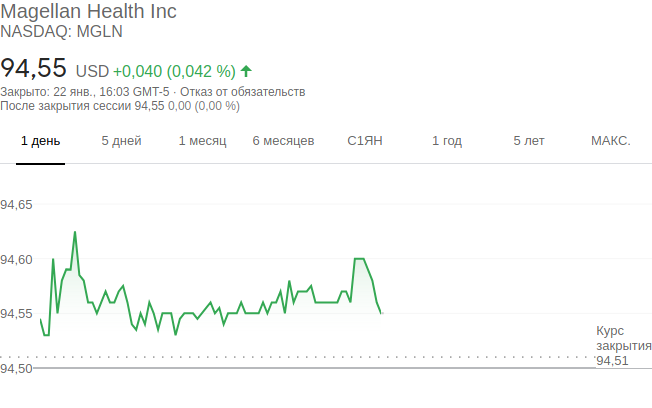 Magellan Health Inc
NASDAQ: MGLN
94,55 USD +0,040 (0,042 %)
Закрыто: 22 янв., 16:03 GMT-5 · Отказ от обязательств
После закрытия сессии 94,55 0,00 (0,00 %)
1 день 5 дней 1 месяц 6 месяцев С1ЯН 1 год 5 лет МАКС.
94,65
94,60
94,55
Курс
закрытия
94,51
94,50